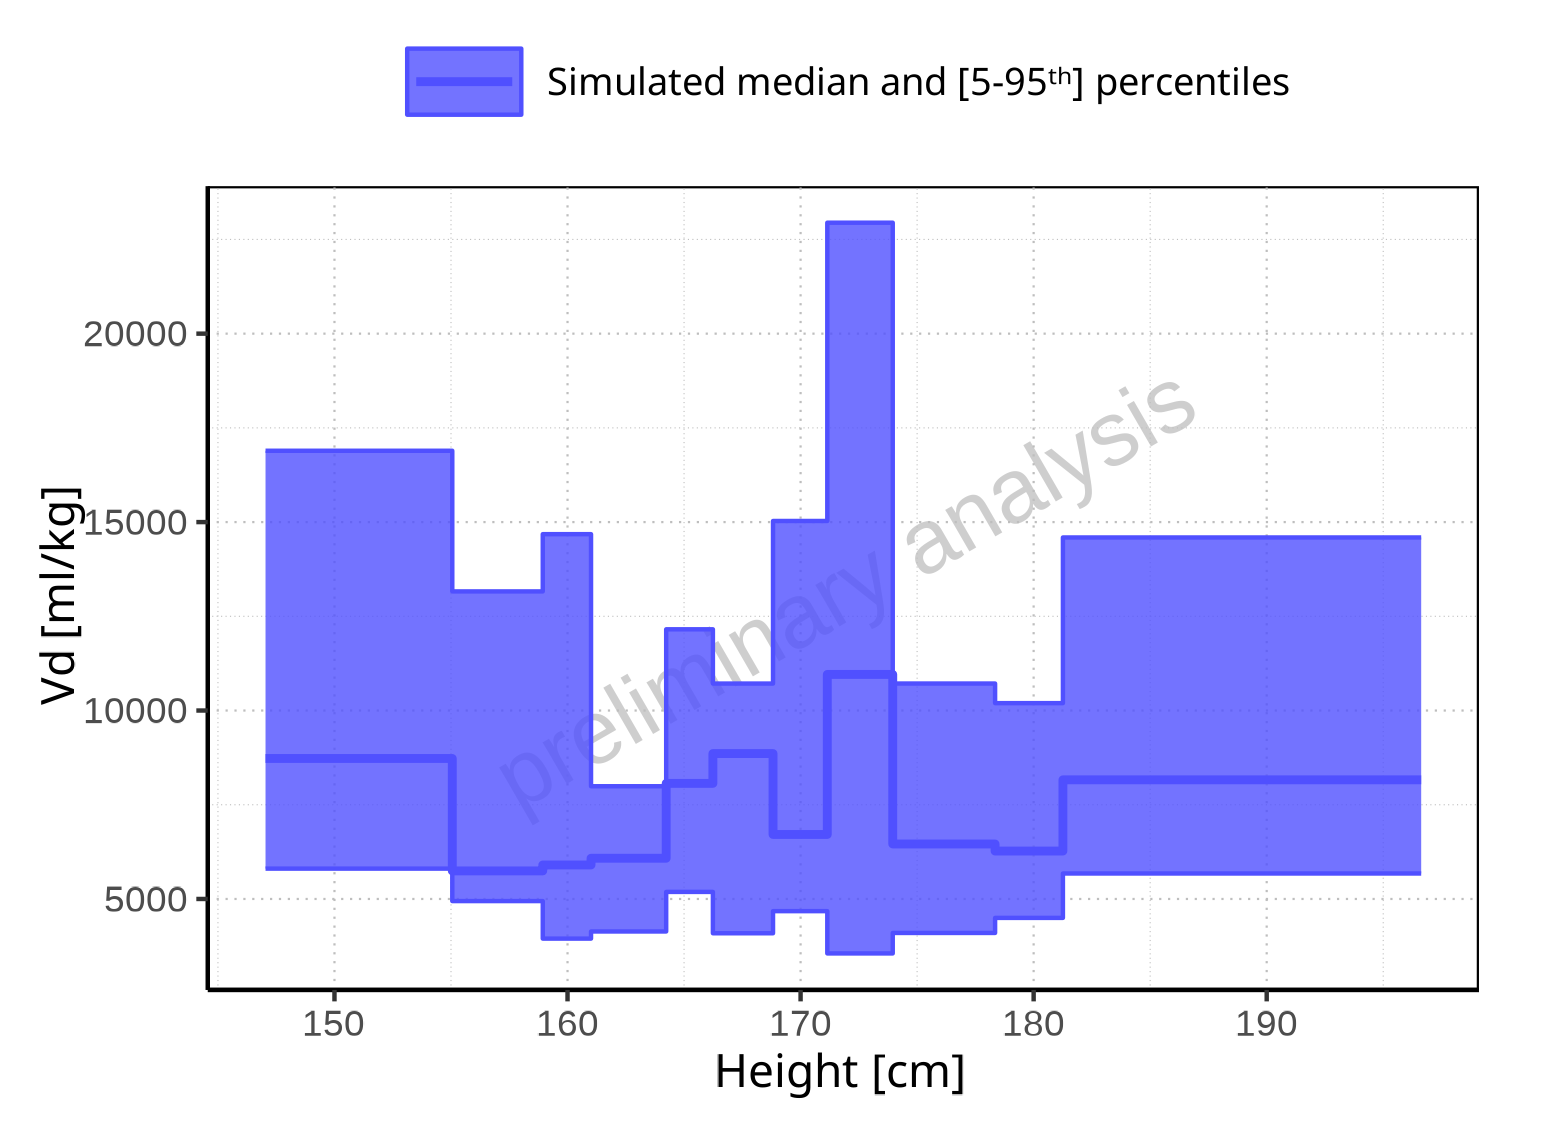 Simulated median and [5-95ᵗʰ] percentiles
20000
15000
10000
5000
Vd [ml/kg]
preliminary analysis
150 160 170 180 190
Height [cm]